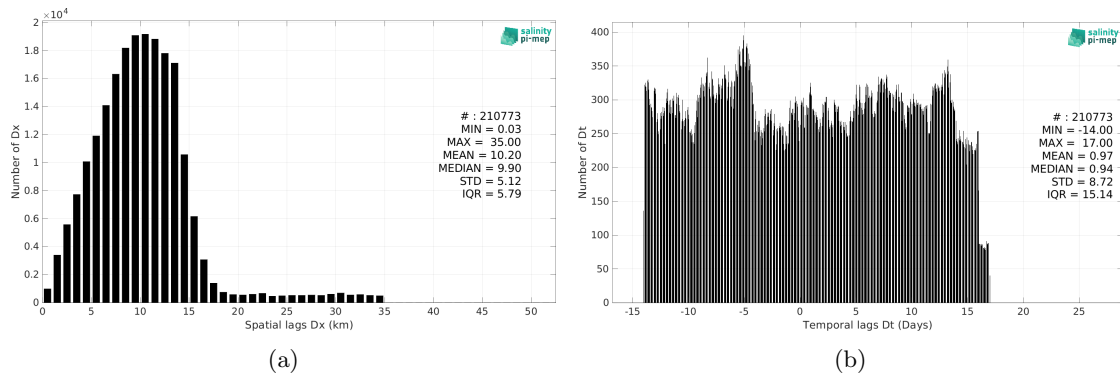 ×10⁴
2
1.8
1.6
1.4
1.2
1
0.8
0.6
0.4
0.2
0
Number of Dx
0 5 10 15 20 25 30 35 40 45 50
Spatial lags Dx (km)
salinity
pi-mep
# : 210773
MIN = 0.03
MAX = 35.00
MEAN = 10.20
MEDIAN = 9.90
STD = 5.12
IQR = 5.79
(a)
400
350
300
250
200
150
100
50
0
Number of Dt
-15 -10 -5 0 5 10 15 20 25
Temporal lags Dt (Days)
salinity
pi-mep
# : 210773
MIN = -14.00
MAX = 17.00
MEAN = 0.97
MEDIAN = 0.94
STD = 8.72
IQR = 15.14
(b)